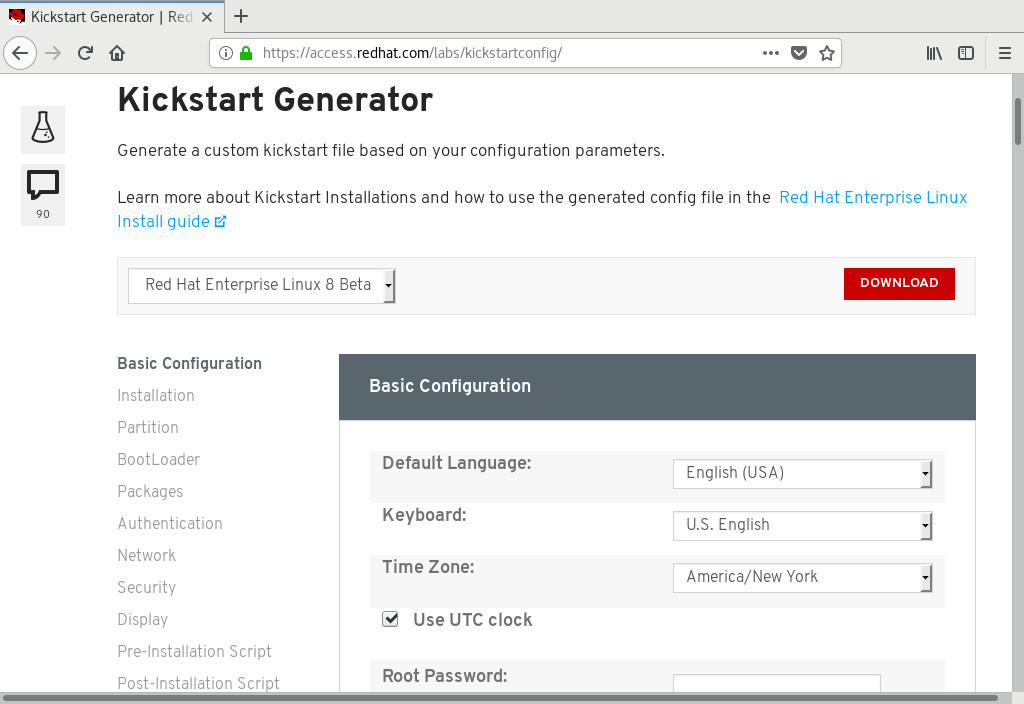 Kickstart Generator | Red
https://access.redhat.com/labs/kickstartconfig/
Kickstart Generator
Generate a custom kickstart file based on your configuration parameters.
90
Learn more about Kickstart Installations and how to use the generated config file in the Red Hat Enterprise Linux
Install guide
Red Hat Enterprise Linux 8 Beta
DOWNLOAD
Basic Configuration
Installation
Partition
BootLoader
Packages
Authentication
Network
Security
Display
Pre-Installation Script
Post-Installation Script
Basic Configuration
Default Language:
English (USA)
Keyboard:
U.S. English
Time Zone:
America/New York
Use UTC clock
Root Password: